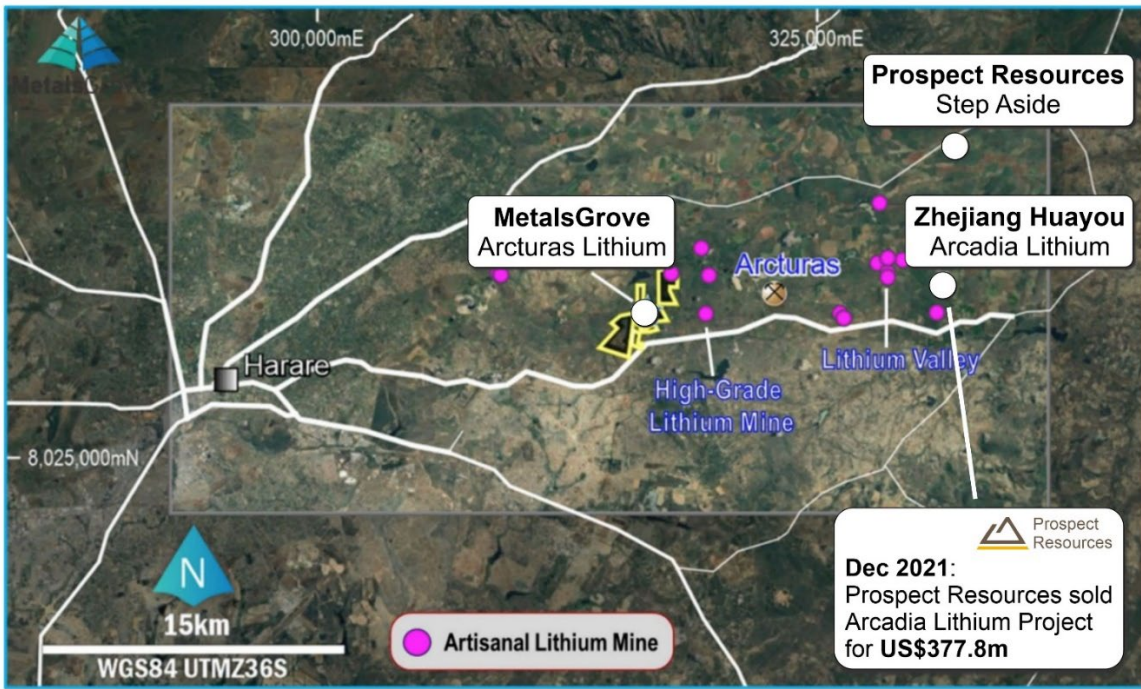 300,000mE
325,000mE
MetalsGrove
Prospect Resources
Step Aside
MetalsGrove
Arcturas Lithium
Zhejiang Huayou
Arcadia Lithium
Arcturas
Harare
Lithium Valley
High-Grade
Lithium Mine
8,025,000mN
N
15km
WGS84 UTMZ36S
Artisanal Lithium Mine
Prospect
Resources
Dec 2021:
Prospect Resources sold
Arcadia Lithium Project
for US$377.8m